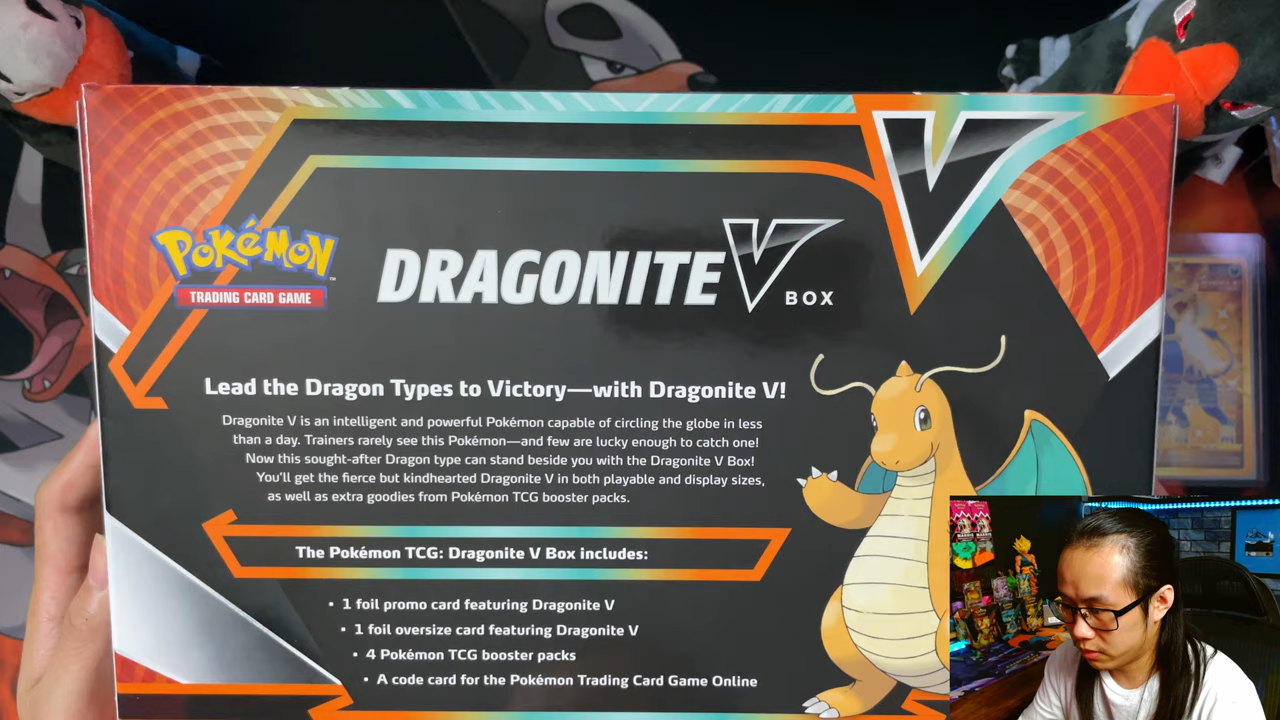 Pokémon
TRADING CARD GAME
DRAGONITE V BOX
V
Lead the Dragon Types to Victory—with Dragonite V!
Dragonite V is an intelligent and powerful Pokémon capable of circling the globe in less
than a day. Trainers rarely see this Pokémon—and few are lucky enough to catch one!
Now this sought-after Dragon type can stand beside you with the Dragonite V Box!
You'll get the fierce but kindhearted Dragonite V in both playable and display sizes,
as well as extra goodies from Pokémon TCG booster packs.
The Pokémon TCG: Dragonite V Box includes:
• 1 foil promo card featuring Dragonite V
• 1 foil oversize card featuring Dragonite V
• 4 Pokémon TCG booster packs
• A code card for the Pokémon Trading Card Game Online